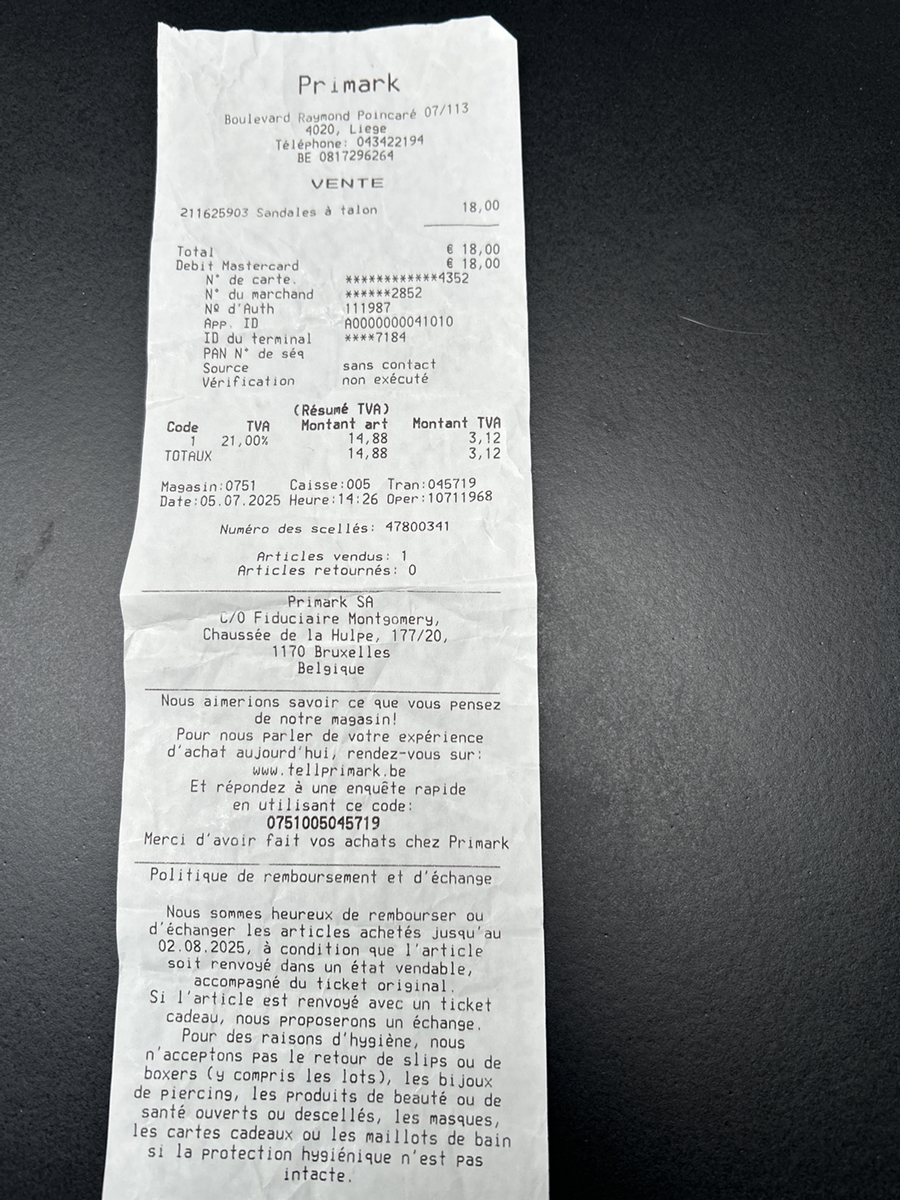 Primark
Boulevard Raymond Poincaré 07/113
4020, Liege
Téléphone: 043422194
BE 0817296264
VENTE
211625903 Sandales à talon 18,00
Total € 18,00
Debit Mastercard € 18,00
N° de carte. ************4352
N° du marchand ******2852
Nº d'Auth 111987
App. ID A0000000041010
ID du terminal ****7184
PAN N° de séq
Source sans contact
Vérification non exécuté
(Résumé TVA)
Code TVA Montant art Montant TVA
1 21,00% 14,88 3,12
TOTAUX 14,88 3,12
Magasin:0751 Caisse:005 Tran:045719
Date:05.07.2025 Heure:14:26 Oper:10711968
Numéro des scellés: 47800341
Articles vendus: 1
Articles retournés: 0
Primark SA
C/O Fiduciaire Montgomery,
Chaussée de la Hulpe, 177/20,
1170 Bruxelles
Belgique
Nous aimerions savoir ce que vous pensez
de notre magasin!
Pour nous parler de votre expérience
d'achat aujourd'hui, rendez-vous sur:
www.tellprimark.be
Et répondez à une enquête rapide
en utilisant ce code:
0751005045719
Merci d'avoir fait vos achats chez Primark
Politique de remboursement et d'échange
Nous sommes heureux de rembourser ou
d'échanger les articles achetés jusqu'au
02.08.2025, à condition que l'article
soit renvoyé dans un état vendable,
accompagné du ticket original.
Si l'article est renvoyé avec un ticket
cadeau, nous proposerons un échange.
Pour des raisons d'hygiène, nous
n'acceptons pas le retour de slips ou de
boxers (y compris les lots), les bijoux
de piercing, les produits de beauté ou de
santé ouverts ou descellés, les masques,
les cartes cadeaux ou les maillots de bain
si la protection hygiénique n'est pas
intacte.